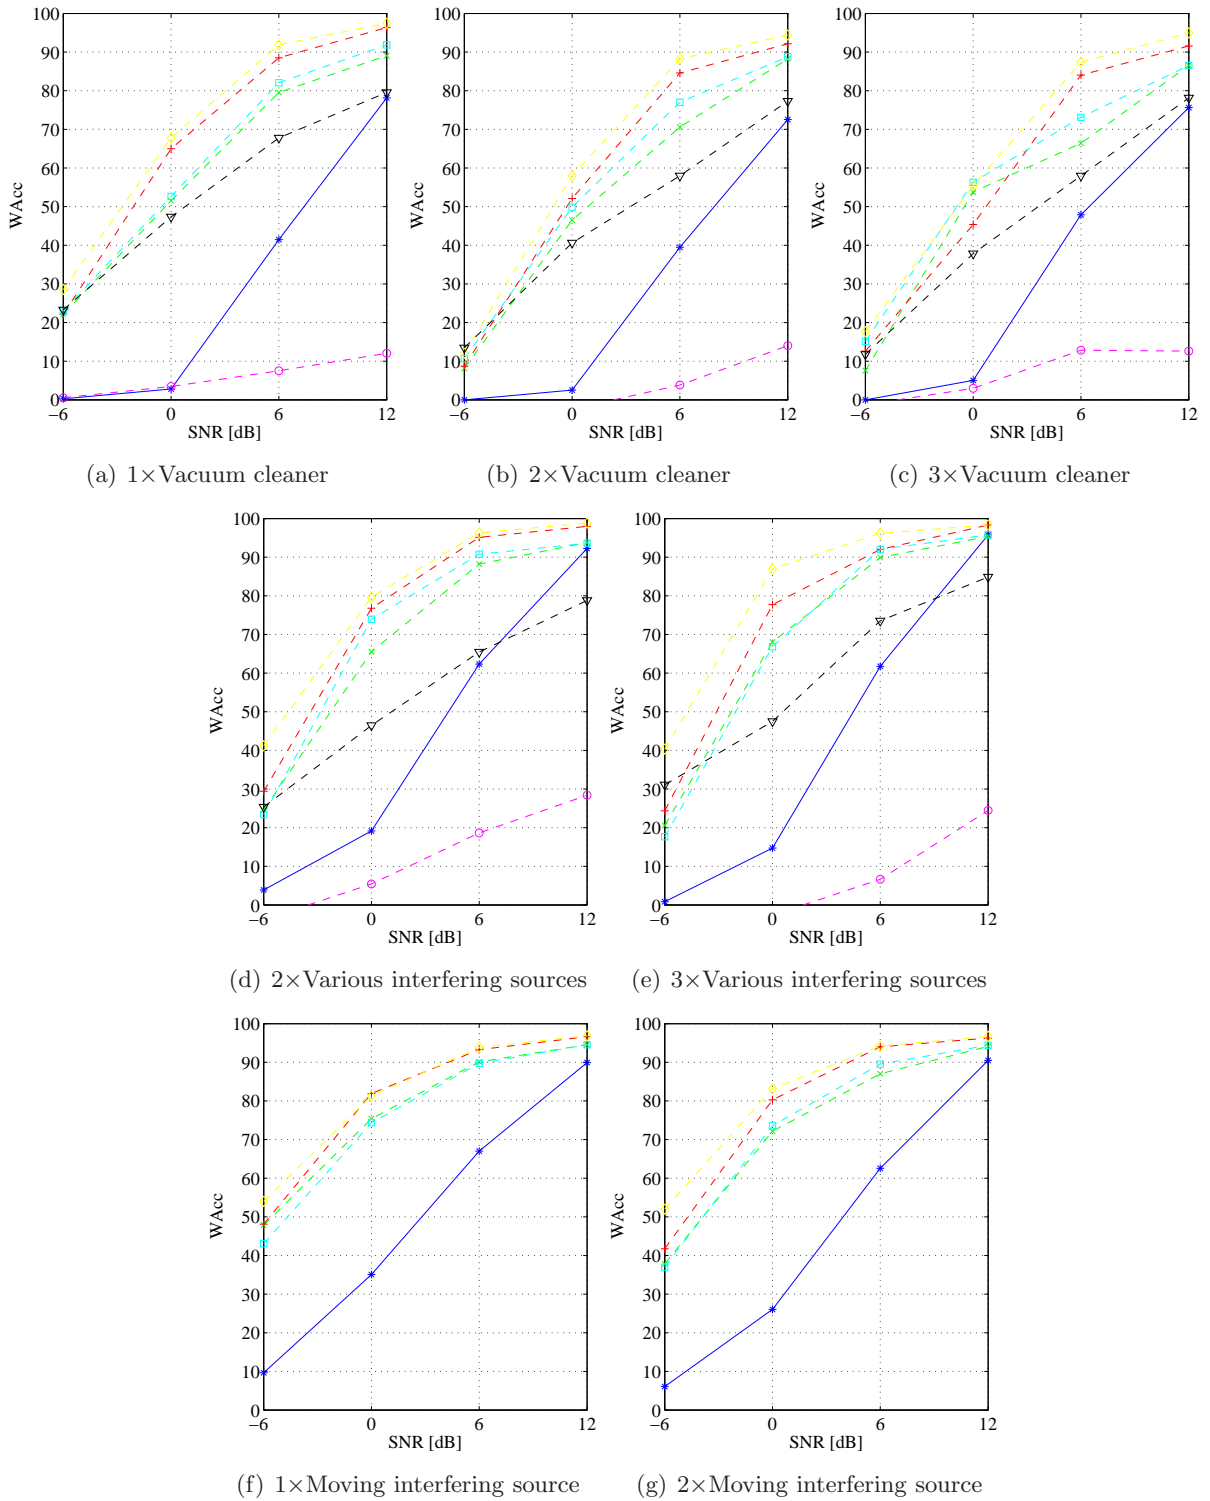 100 100 100
90 90 90
80 80 80
70 70 70
60 60 60
50 50 50
40 40 40
30 30 30
20 20 20
10 10 10
0 0 0
WAcc WAcc WAcc
−6 0 6 12 −6 0 6 12 −6 0 6 12
SNR [dB] SNR [dB] SNR [dB]
(a) 1×Vacuum cleaner (b) 2×Vacuum cleaner (c) 3×Vacuum cleaner
100 100
90 90
80 80
70 70
60 60
50 50
40 40
30 30
20 20
10 10
0 0
WAcc WAcc
−6 0 6 12 −6 0 6 12
SNR [dB] SNR [dB]
(d) 2×Various interfering sources (e) 3×Various interfering sources
100 100
90 90
80 80
70 70
60 60
50 50
40 40
30 30
20 20
10 10
0 0
WAcc WAcc
−6 0 6 12 −6 0 6 12
SNR [dB] SNR [dB]
(f) 1×Moving interfering source (g) 2×Moving interfering source